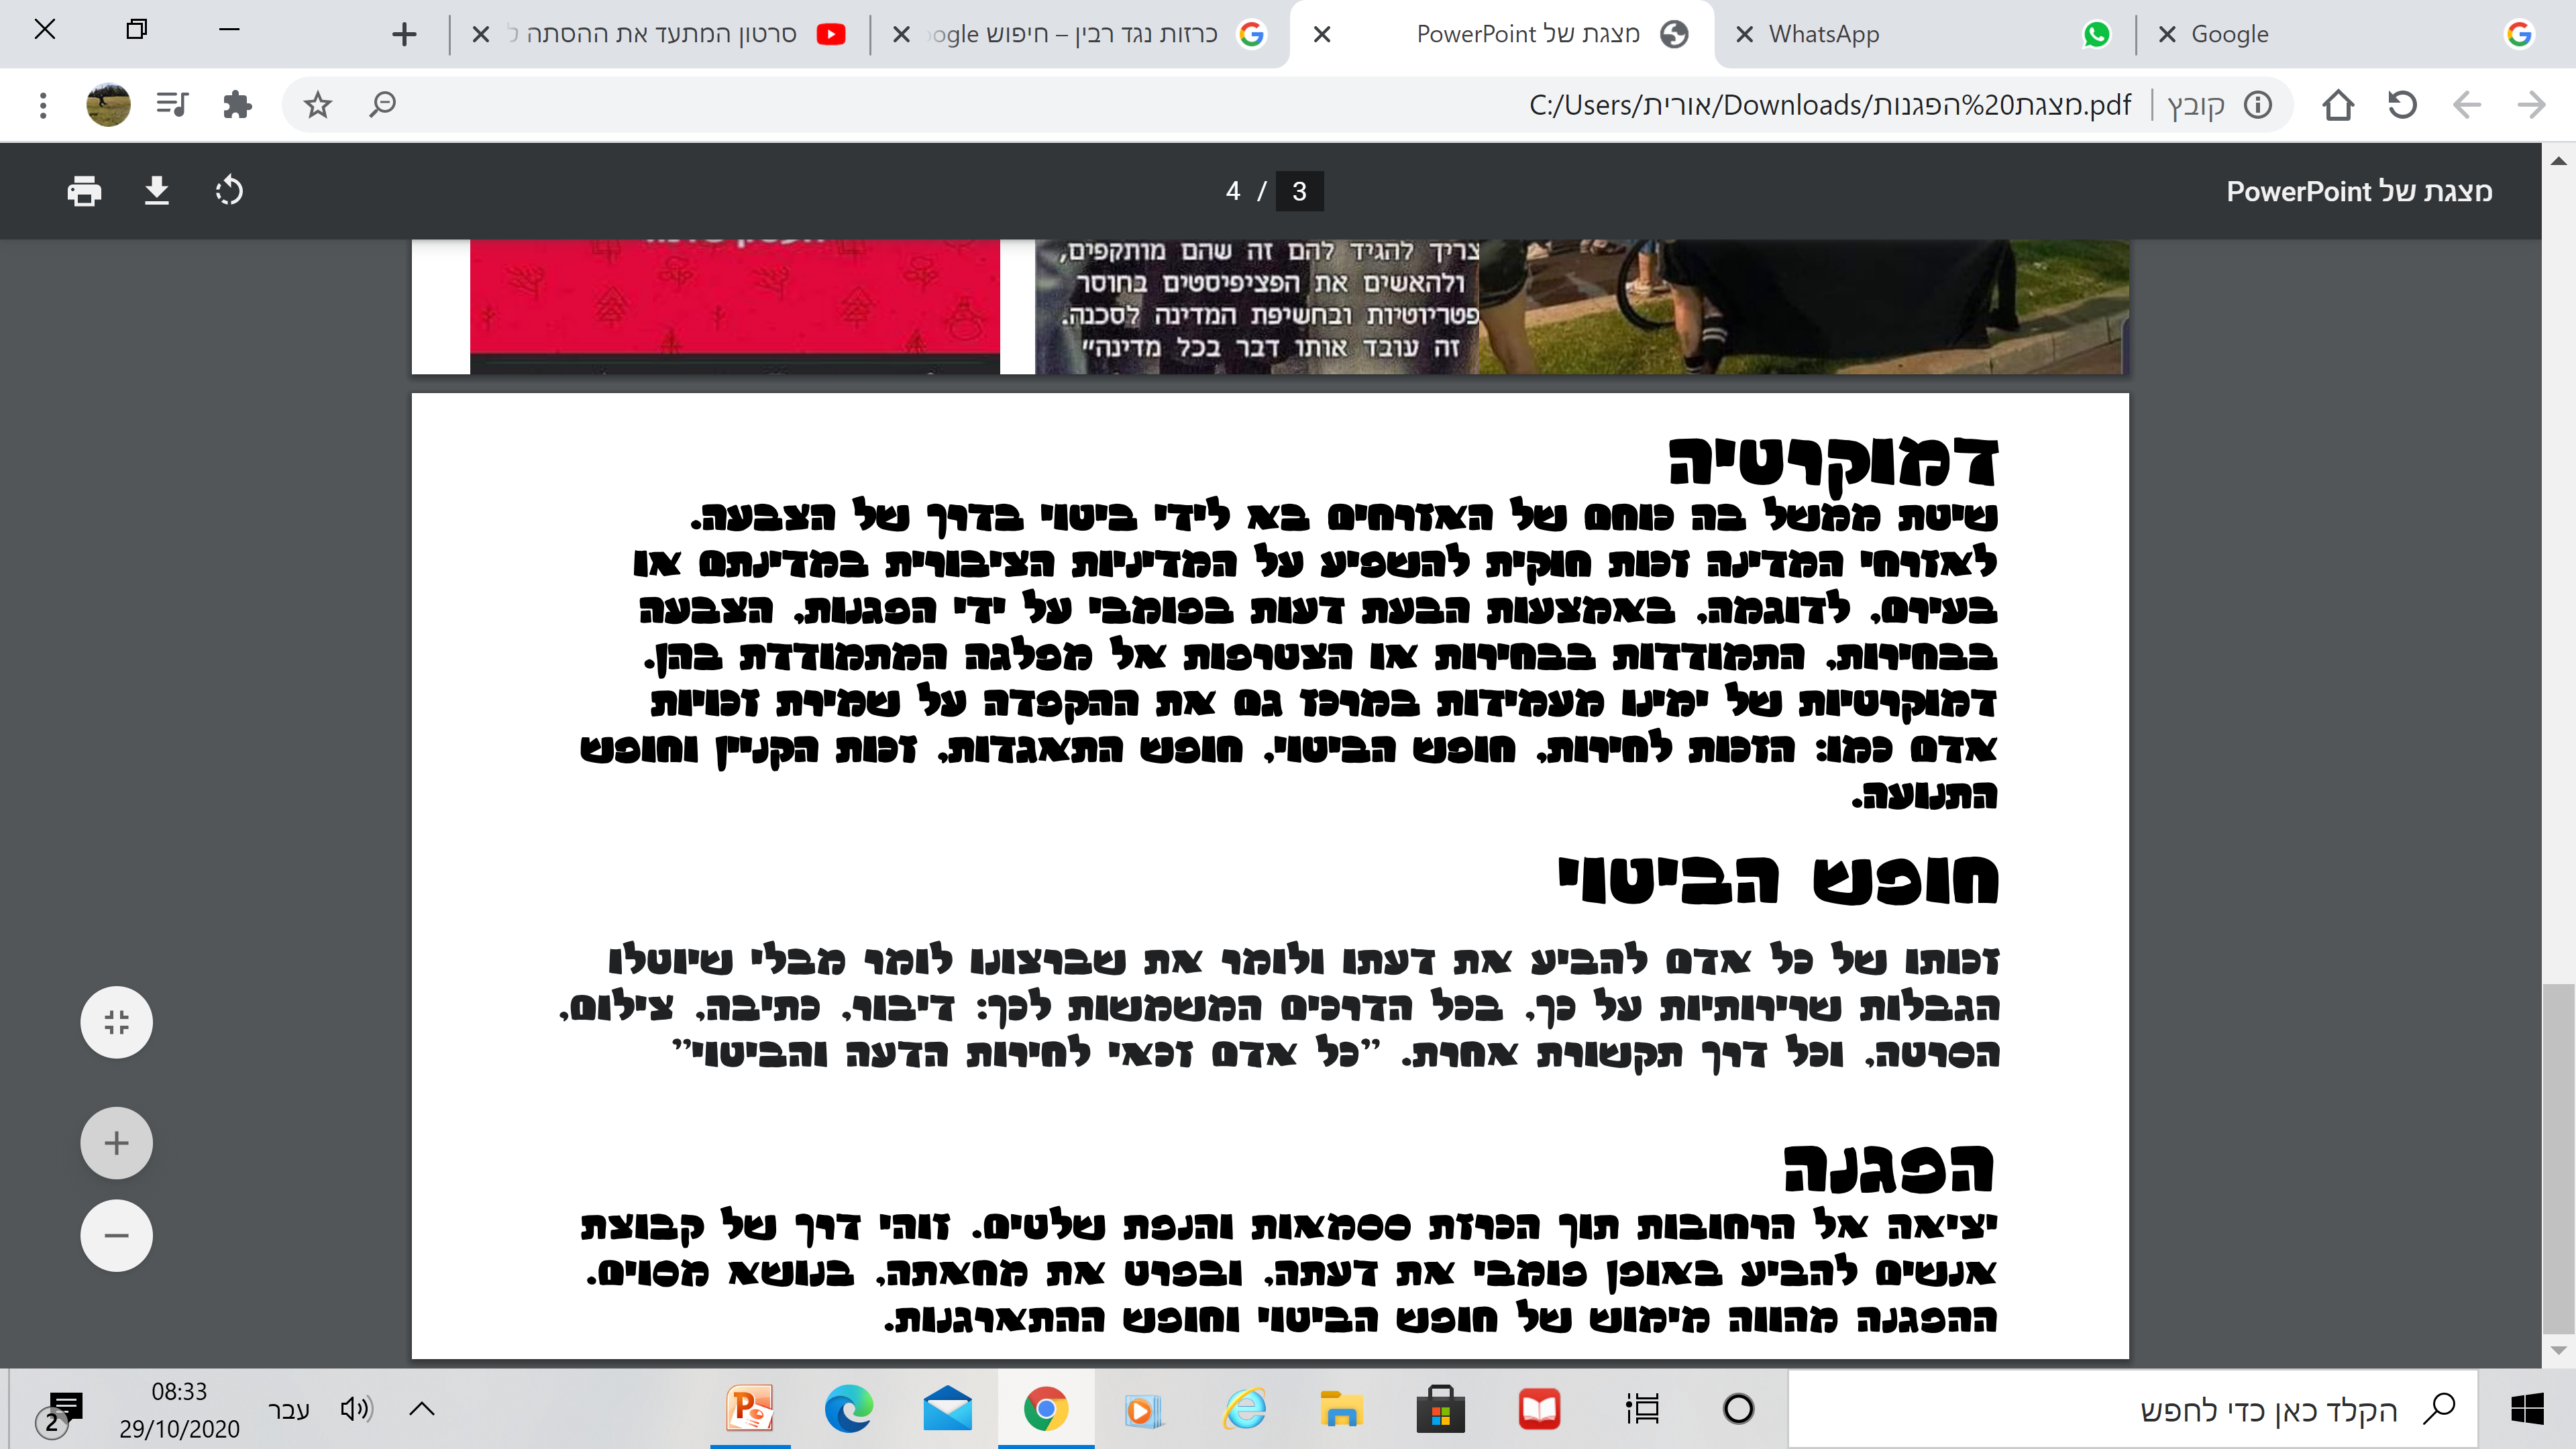 Google
WhatsApp
מצגת של PowerPoint
כרזות נגד רבין – חיפוש
סרטון המתעד את ההסתה ל
קובץ
C:/Users/אורית/Downloads/מצגת%20הפגנות.pdf
מצגת של PowerPoint
3 / 4
צריך להגיד להם זה שהם מותקפים,
ולהאשים את הפציפיסטים בחוסר
פטריוטיות ובחשיפת המדינה לסכנה.
זה עובד אותו דבר בכל מדינה"
דמוקרטיה
שיטת ממשל בה כוחם של האזרחים בא לידי ביטוי בדרך של הצבעה.
לאזרחי המדינה זכות חוקית להשפיע על המדיניות הציבורית במדינתם או
בעירם, לדוגמה, באמצעות הבעת דעות בפומבי על ידי הפגנות, הצבעה
בבחירות, התמודדות בבחירות או הצטרפות אל מפלגה המתמודדת בהן.
דמוקרטיות של ימינו מעמידות במרכז גם את ההקפדה על שמירת זכויות
אדם כמו: הזכות לחירות, חופש הביטוי, חופש התאגדות, זכות הקניין וחופש
התנועה.
חופש הביטוי
זכותו של כל אדם להביע את דעתו ולומר את שברצונו לומר מבלי שיוטלו
הגבלות שרירותיות על כך, בכל הדרכים המשמשות לכך: דיבור, כתיבה, צילום,
הסרטה, וכל דרך תקשורת אחרת. "כל אדם זכאי לחירות הדעה והביטוי"
הפגנה
יציאה אל הרחובות תוך הכרזת ססמאות והנפת שלטים. זוהי דרך של קבוצת
אנשים להביע באופן פומבי את דעתה, ובפרט את מחאתה, בנושא מסוים.
ההפגנה מהווה מימוש של חופש הביטוי וחופש ההתארגנות.
הקלד כאן כדי לחפש
עבר
08:33
29/10/2020
2